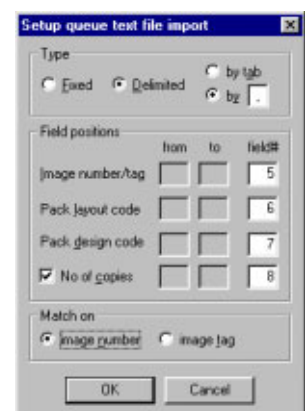 Setup queue text file import
Type
Fixed Delimited by tab
by .
Field positions
from to field#
Image number/tag 5
Pack layout code 6
Pack design code 7
No of copies 8
Match on
image number image tag
OK Cancel